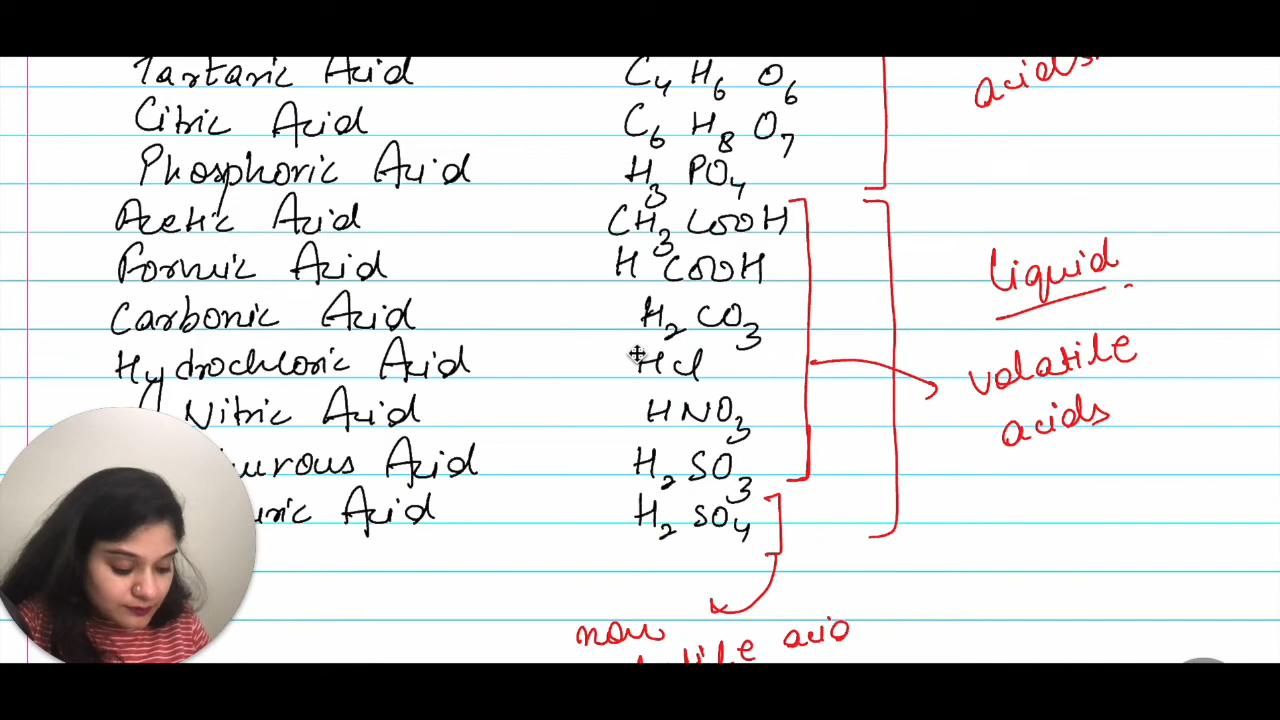 Tartaric Acid C4 H6 O6
acids.
Citric Acid C6 H8 O7
Phosphoric Acid H3 PO4
Acetic Acid CH3 COOH
Formic Acid H COOH
Liquid
Carbonic Acid H2 CO3
Hydrochloric Acid HCl
volatile
acids
Nitric Acid HNO3
urous Acid H2 SO3
uric Acid H2 SO4
non
acid